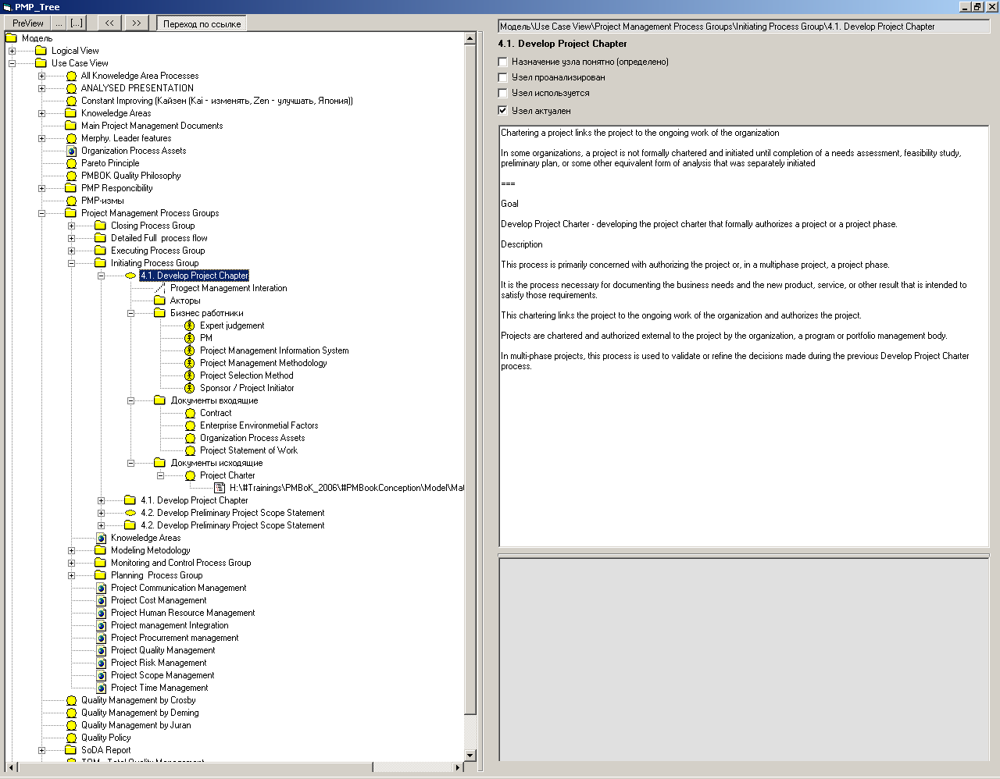 PMP_Tree
PreView ... [...] << >> Переход по ссылке
Модель
Logical View
Use Case View
All Knoweledge Area Processes
ANALYSED PRESENTATION
Constant Improving (Кайзен (Kai - изменять, Zen - улучшать, Япония))
Knoweledge Areas
Main Project Management Documents
Merphy. Leader features
Organization Process Assets
Pareto Principle
PMBOK Quality Philosophy
PMP Responcibility
PMP-измы
Project Management Process Groups
Closing Process Group
Detailed Full process flow
Executing Process Group
Initiating Process Group
4.1. Develop Project Chapter
Progect Management Interation
Акторы
Бизнес работники
Expert judgement
PM
Project Management Information System
Project Management Methodology
Project Selection Method
Sponsor / Project Initiator
Документы входящие
Contract
Enterprise Environmetial Factors
Organization Process Assets
Project Statement of Work
Документы исходящие
Project Charter
H:\#Trainings\PMBoK_2006\#PMBookConception\Model\Mat
4.1. Develop Project Chapter
4.2. Develop Preliminary Project Scope Statement
4.2. Develop Preliminary Project Scope Statement
Knoweledge Areas
Modeling Metodology
Monitoring and Control Process Group
Planning Process Group
Project Communication Management
Project Cost Management
Project Human Resource Management
Project management Integration
Project Procurrement management
Project Quality Management
Project Risk Management
Project Scope Management
Project Time Management
Quality Management by Crosby
Quality Management by Deming
Quality Management by Juran
Quality Policy
SoDA Report
TQM - Total Quality Management
Модель\Use Case View\Project Management Process Groups\Initiating Process Group\4.1. Develop Project Chapter
4.1. Develop Project Chapter
Назначение узла понятно (определено)
Узел проанализирован
Узел используется
Узел актуален
Chartering a project links the project to the ongoing work of the organization
In some organizations, a project is not formally chartered and initiated until completion of a needs assessment, feasibility study,
preliminary plan, or some other equivalent form of analysis that was separately initiated
===
Goal
Develop Project Charter - developing the project charter that formally authorizes a project or a project phase.
Description
This process is primarily concerned with authorizing the project or, in a multiphase project, a project phase.
It is the process necessary for documenting the business needs and the new product, service, or other result that is intended to
satisfy those requirements.
This chartering links the project to the ongoing work of the organization and authorizes the project.
Projects are chartered and authorized external to the project by the organization, a program or portfolio management body.
In multi-phase projects, this process is used to validate or refine the decisions made during the previous Develop Project Charter
process.